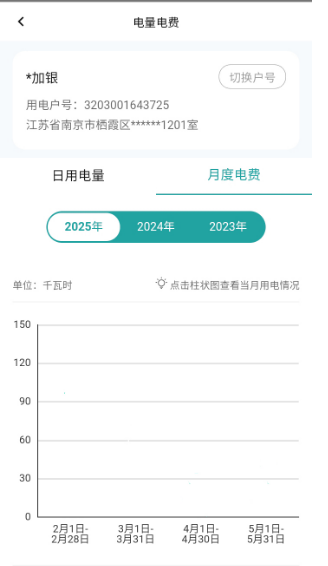 电量电费
*加银
切换户号
用电户号：3203001643725
江苏省南京市栖霞区******1201室
日用电量
月度电费
2025年
2024年
2023年
单位：千瓦时
点击柱状图查看当月用电情况
150
120
90
60
30
0
2月1日-
2月28日
3月1日-
3月31日
4月1日-
4月30日
5月1日-
5月31日